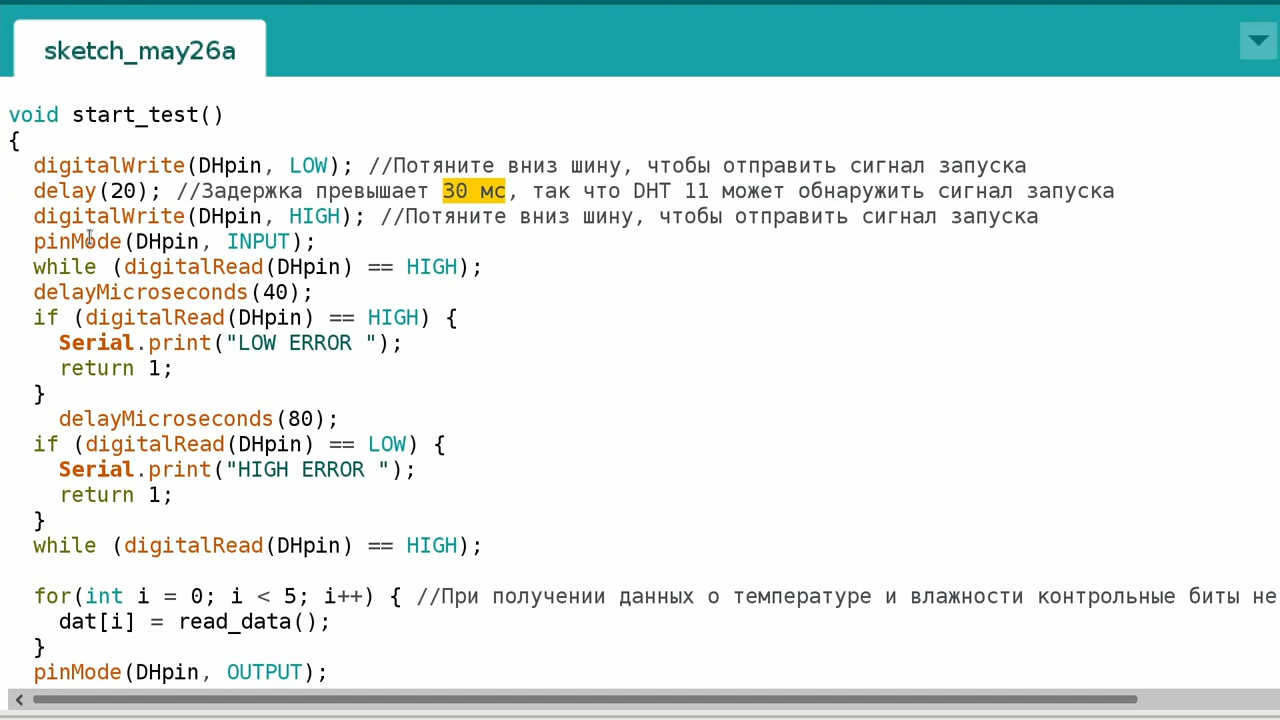 sketch_may26a
void start_test()
{
  digitalWrite(DHpin, LOW); //Потяните вниз шину, чтобы отправить сигнал запуска
  delay(20); //Задержка превышает 30 мс, так что DHT 11 может обнаружить сигнал запуска
  digitalWrite(DHpin, HIGH); //Потяните вниз шину, чтобы отправить сигнал запуска
  pinMode(DHpin, INPUT);
  while (digitalRead(DHpin) == HIGH);
  delayMicroseconds(40);
  if (digitalRead(DHpin) == HIGH) {
    Serial.print("LOW ERROR ");
    return 1;
  }
    delayMicroseconds(80);
  if (digitalRead(DHpin) == LOW) {
    Serial.print("HIGH ERROR ");
    return 1;
  }
  while (digitalRead(DHpin) == HIGH);
  for(int i = 0; i < 5; i++) { //При получении данных о температуре и влажности контрольные биты не
    dat[i] = read_data();
  }
  pinMode(DHpin, OUTPUT);